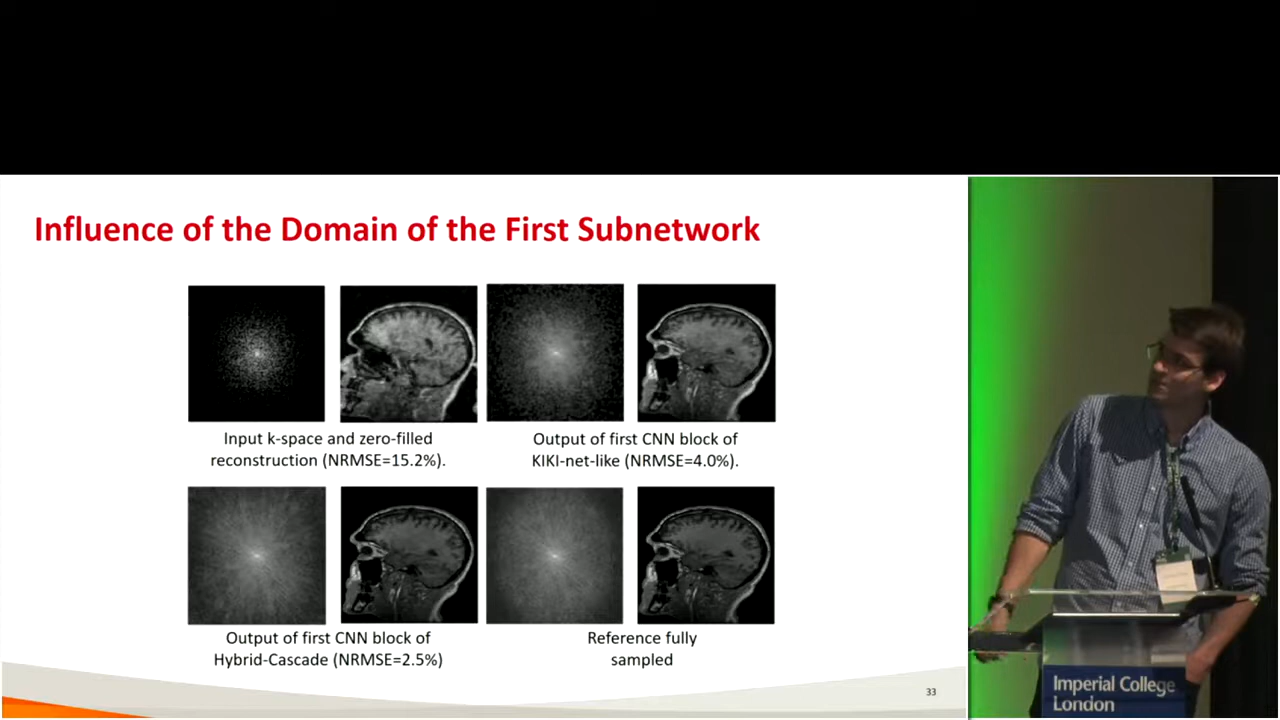 Influence of the Domain of the First Subnetwork
Input k-space and zero-filled
reconstruction (NRMSE=15.2%).
Output of first CNN block of
KIKI-net-like (NRMSE=4.0%).
Output of first CNN block of
Hybrid-Cascade (NRMSE=2.5%)
Reference fully
sampled
33
Imperial College
London